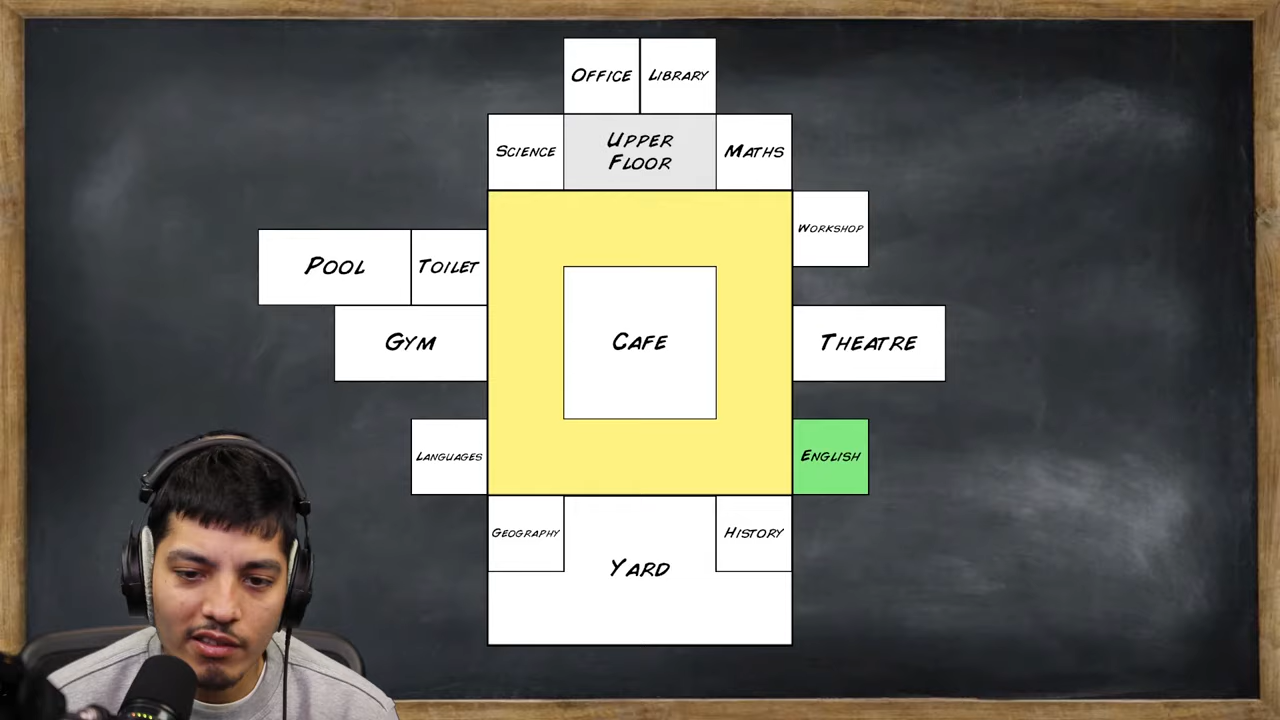 Office
Library
Science
Upper
Floor
Maths
Workshop
Pool
Toilet
Gym
Cafe
Theatre
Languages
English
Geography
History
Yard